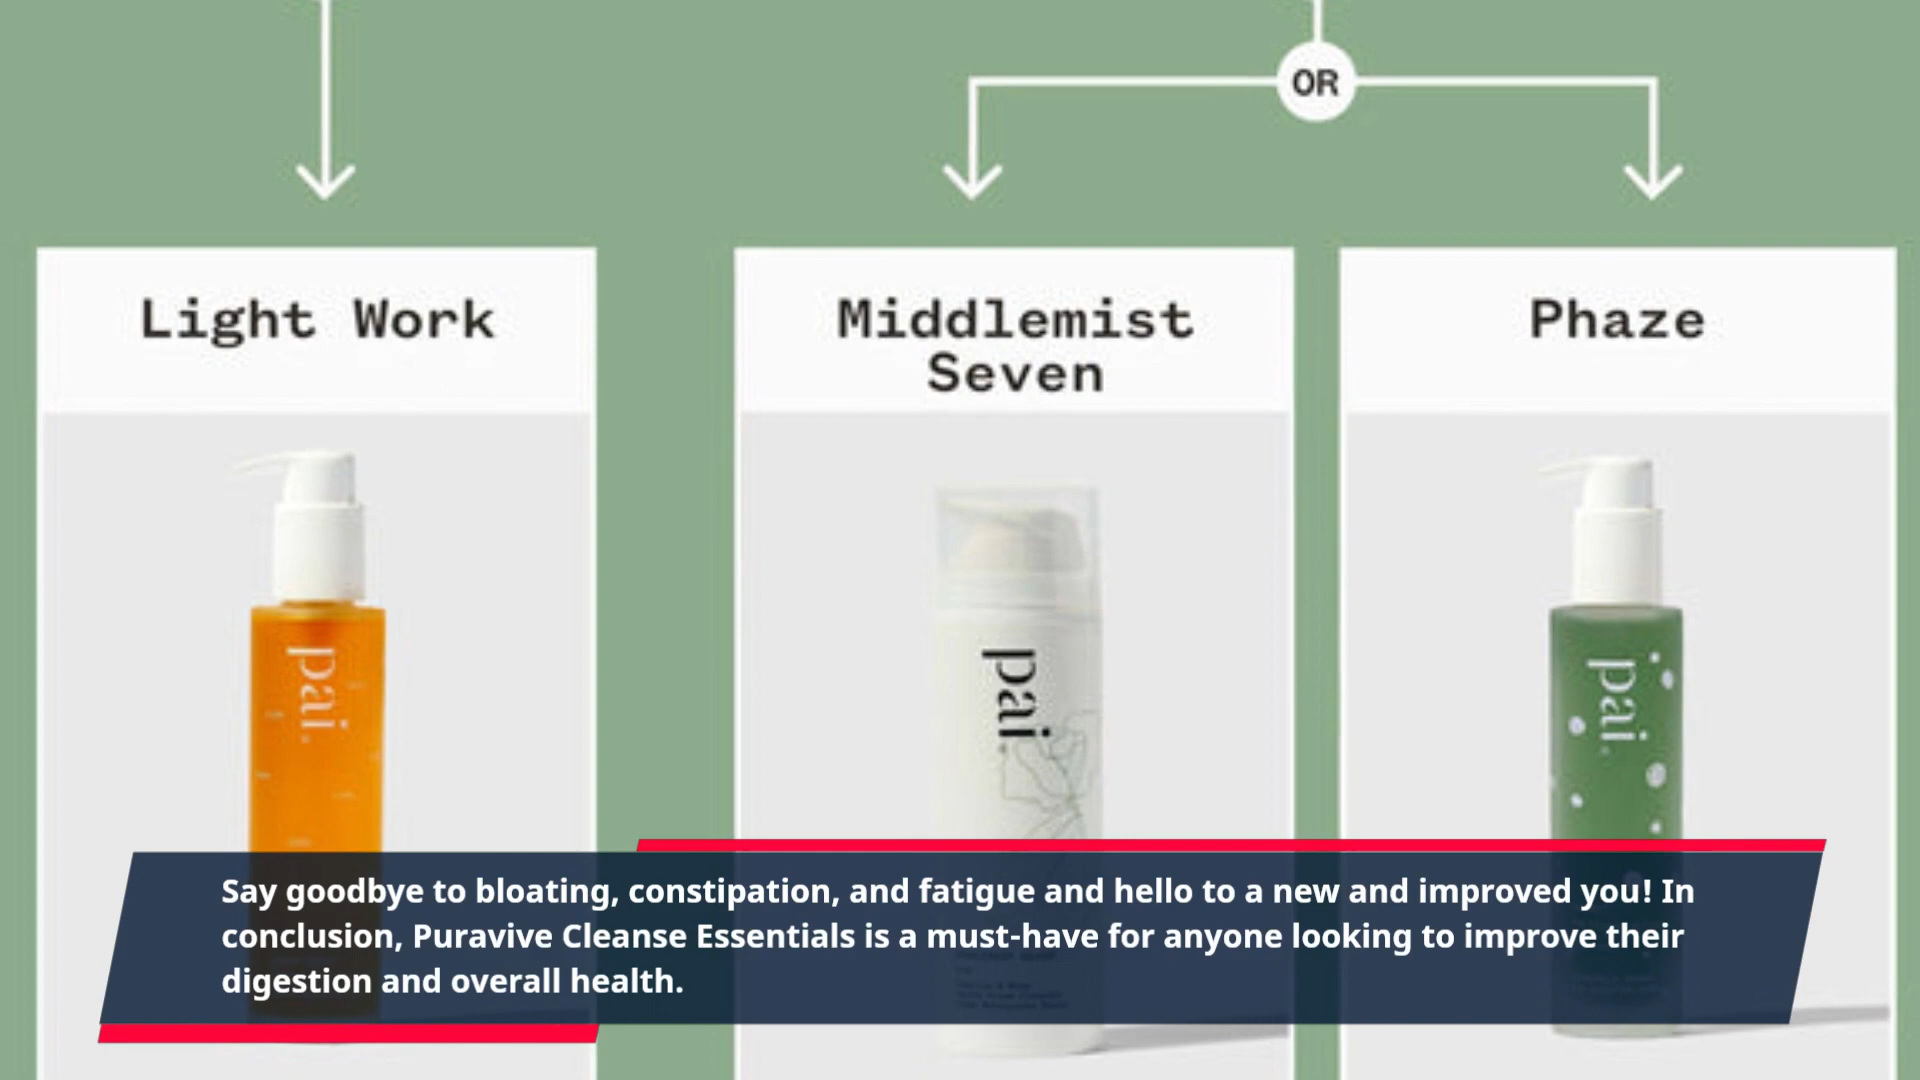 OR
Light Work
Middlemist
Seven
Phaze
pai.
pai.
pai.
Say goodbye to bloating, constipation, and fatigue and hello to a new and improved you! In
conclusion, Puravive Cleanse Essentials is a must-have for anyone looking to improve their
digestion and overall health.